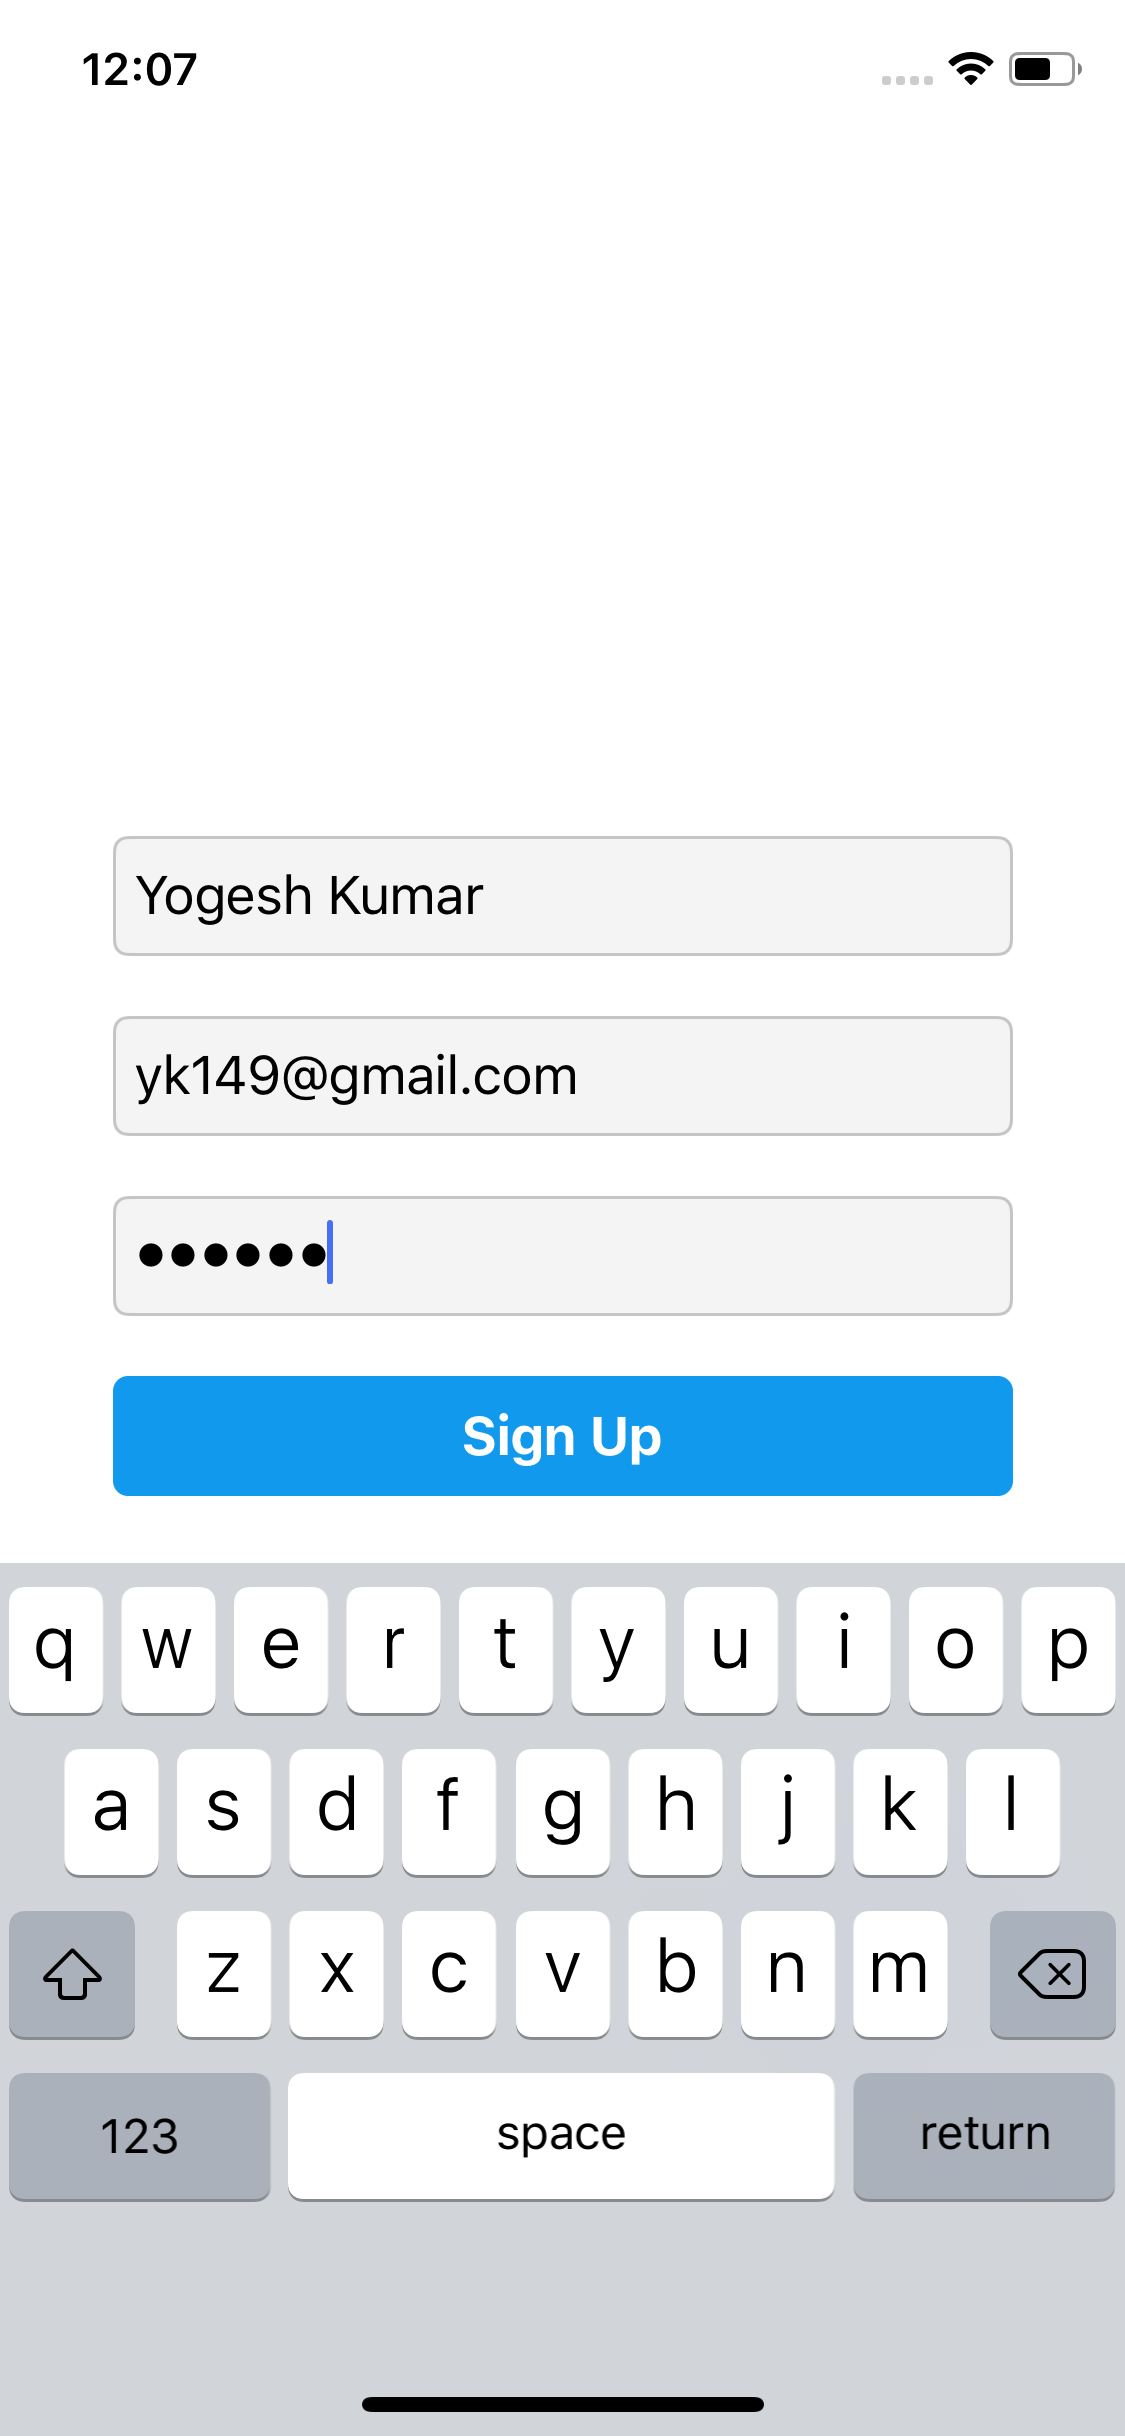 12:07
Yogesh Kumar
yk149@gmail.com
••••••
Sign Up
q w e r t y u i o p
a s d f g h j k l
z x c v b n m
123 space return